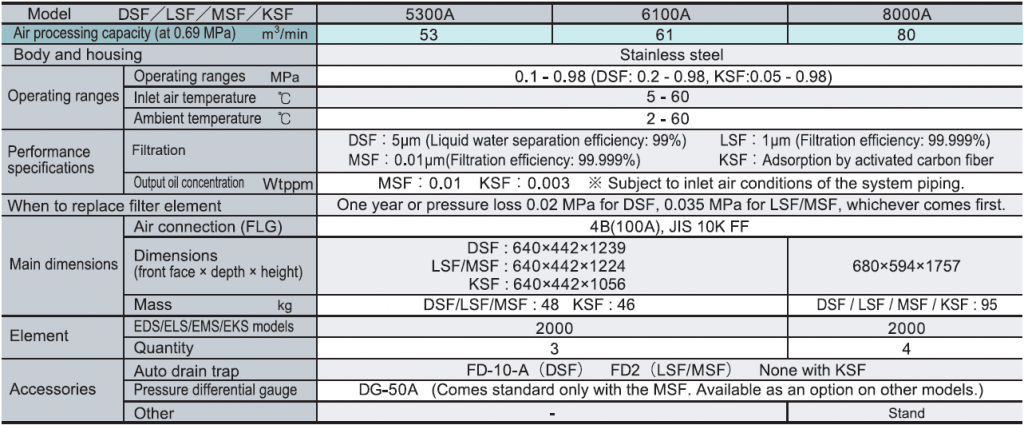 Model DSF／LSF／MSF／KSF 5300A 6100A 8000A
Air processing capacity (at 0.69 MPa) m³/min 53 61 80
Body and housing Stainless steel
Operating ranges
Operating ranges MPa 0.1 - 0.98 (DSF: 0.2 - 0.98, KSF:0.05 - 0.98)
Inlet air temperature ℃ 5 - 60
Ambient temperature ℃ 2 - 60
Performance
specifications
Filtration
DSF：5μm (Liquid water separation efficiency: 99%) LSF：1μm (Filtration efficiency: 99.999%)
MSF：0.01μm(Filtration efficiency: 99.999%) KSF：Adsorption by activated carbon fiber
Output oil concentration Wtppm MSF：0.01 KSF：0.003 ※ Subject to inlet air conditions of the system piping.
When to replace filter element One year or pressure loss 0.02 MPa for DSF, 0.035 MPa for LSF/MSF, whichever comes first.
Main dimensions
Air connection (FLG) 4B(100A), JIS 10K FF
Dimensions
(front face × depth × height)
DSF : 640×442×1239
LSF/MSF : 640×442×1224
KSF : 640×442×1056
680×594×1757
Mass kg DSF/LSF/MSF : 48 KSF : 46 DSF / LSF / MSF / KSF : 95
Element
EDS/ELS/EMS/EKS models 2000 2000
Quantity 3 4
Accessories
Auto drain trap FD-10-A（DSF） FD2（LSF/MSF） None with KSF
Pressure differential gauge DG-50A (Comes standard only with the MSF. Available as an option on other models.)
Other - Stand